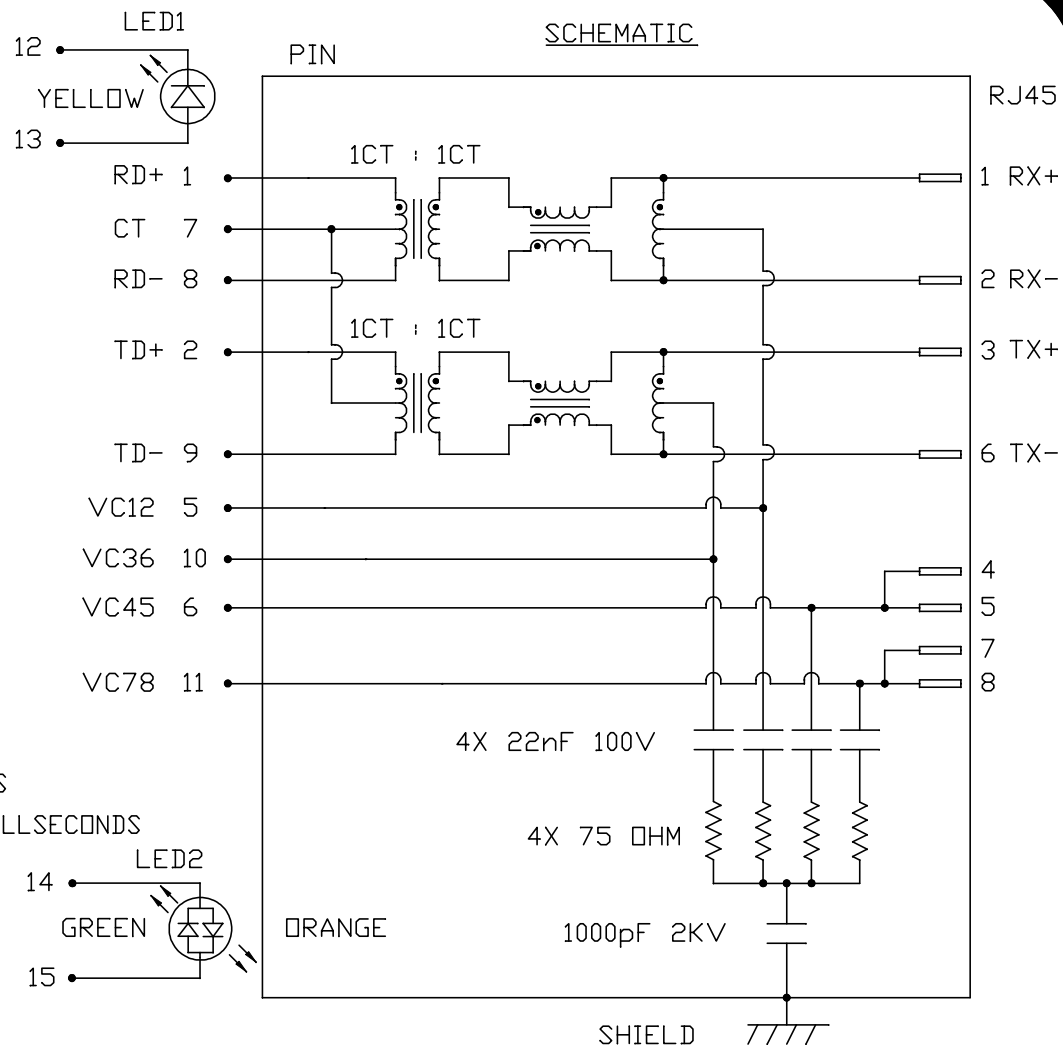 LED1
SCHEMATIC
12
PIN
YELLOW
RJ45
13
1CT : 1CT
RD+ 1
1 RX+
CT 7
RD- 8
2 RX-
1CT : 1CT
TD+ 2
3 TX+
TD- 9
6 TX-
VC12 5
VC36 10
4
VC45 6
5
7
VC78 11
8
4X 22nF 100V
S
LLSECONDS
4X 75 OHM
LED2
14
GREEN
ORANGE
1000pF 2KV
15
SHIELD